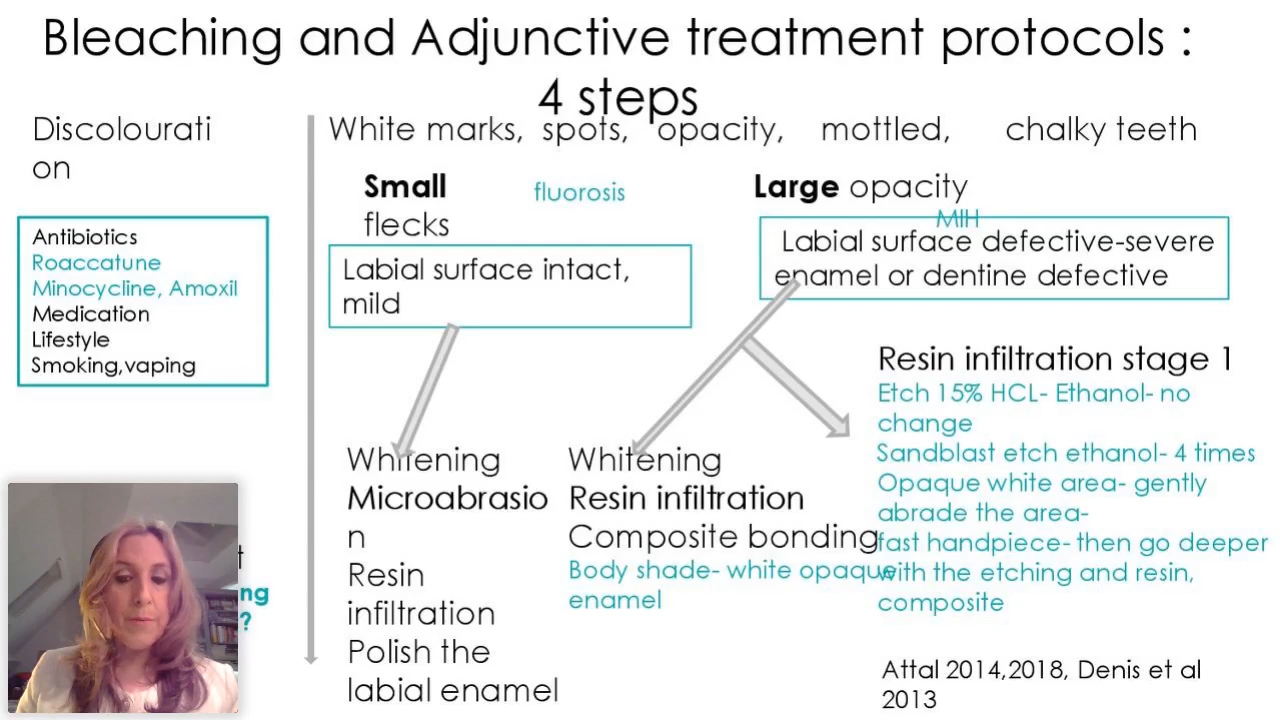 Bleaching and Adjunctive treatment protocols :
4 steps
Discolourati
on
Antibiotics
Roaccatune
Minocycline, Amoxil
Medication
Lifestyle
Smoking,vaping
White marks, spots, opacity, mottled, chalky teeth
Small
flecks
fluorosis
Labial surface intact,
mild
Whitening
Microabrasio
n
Resin
infiltration
Polish the
labial enamel
Large opacity
MIH
Labial surface defective-severe
enamel or dentine defective
Whitening
Resin infiltration
Composite bonding
Body shade- white opaque
enamel
Resin infiltration stage 1
Etch 15% HCL- Ethanol- no
change
Sandblast etch ethanol- 4 times
Opaque white area- gently
abrade the area-
fast handpiece- then go deeper
with the etching and resin,
composite
Attal 2014,2018, Denis et al
2013